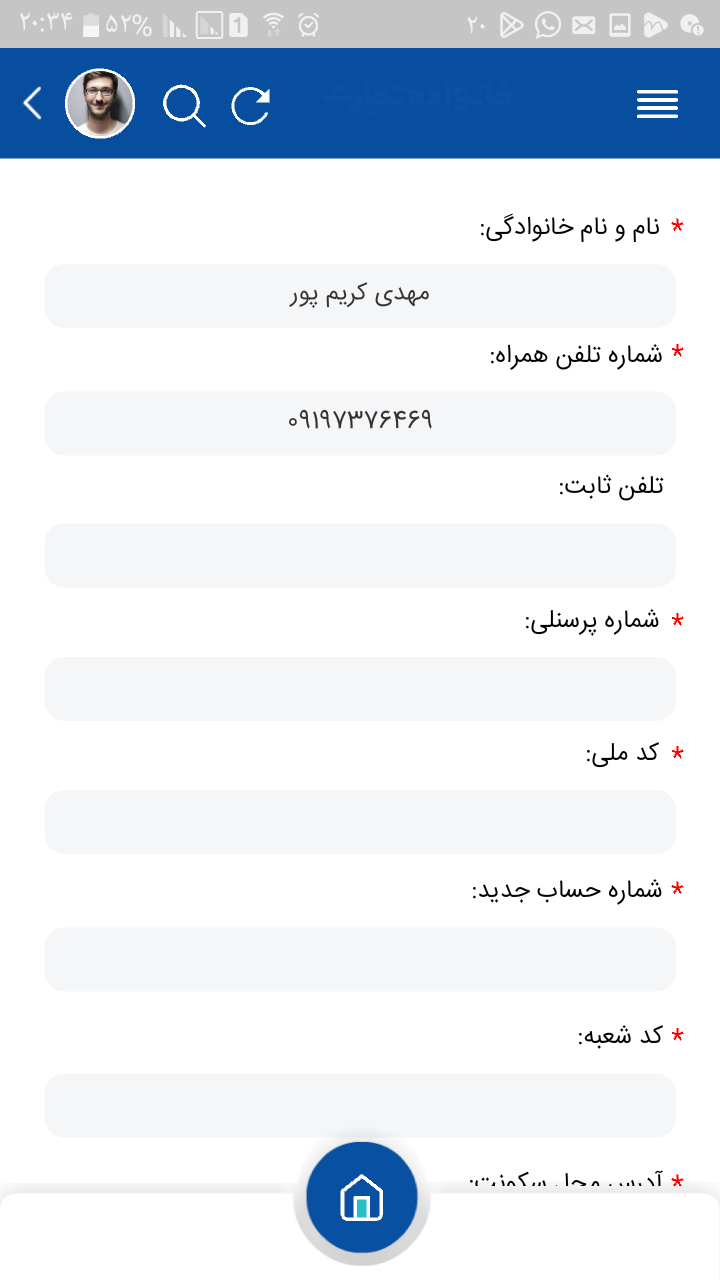 ۲۰:۳۴ ۵۲% 1 ۲۰
خانواده تجارت
* نام و نام خانوادگی:
مهدی کریم پور
* شماره تلفن همراه:
۰۹۱۹۷۳۷۶۴۶۹
تلفن ثابت:
* شماره پرسنلی:
* کد ملی:
* شماره حساب جدید:
* کد شعبه:
* آدرس محل سکونت: